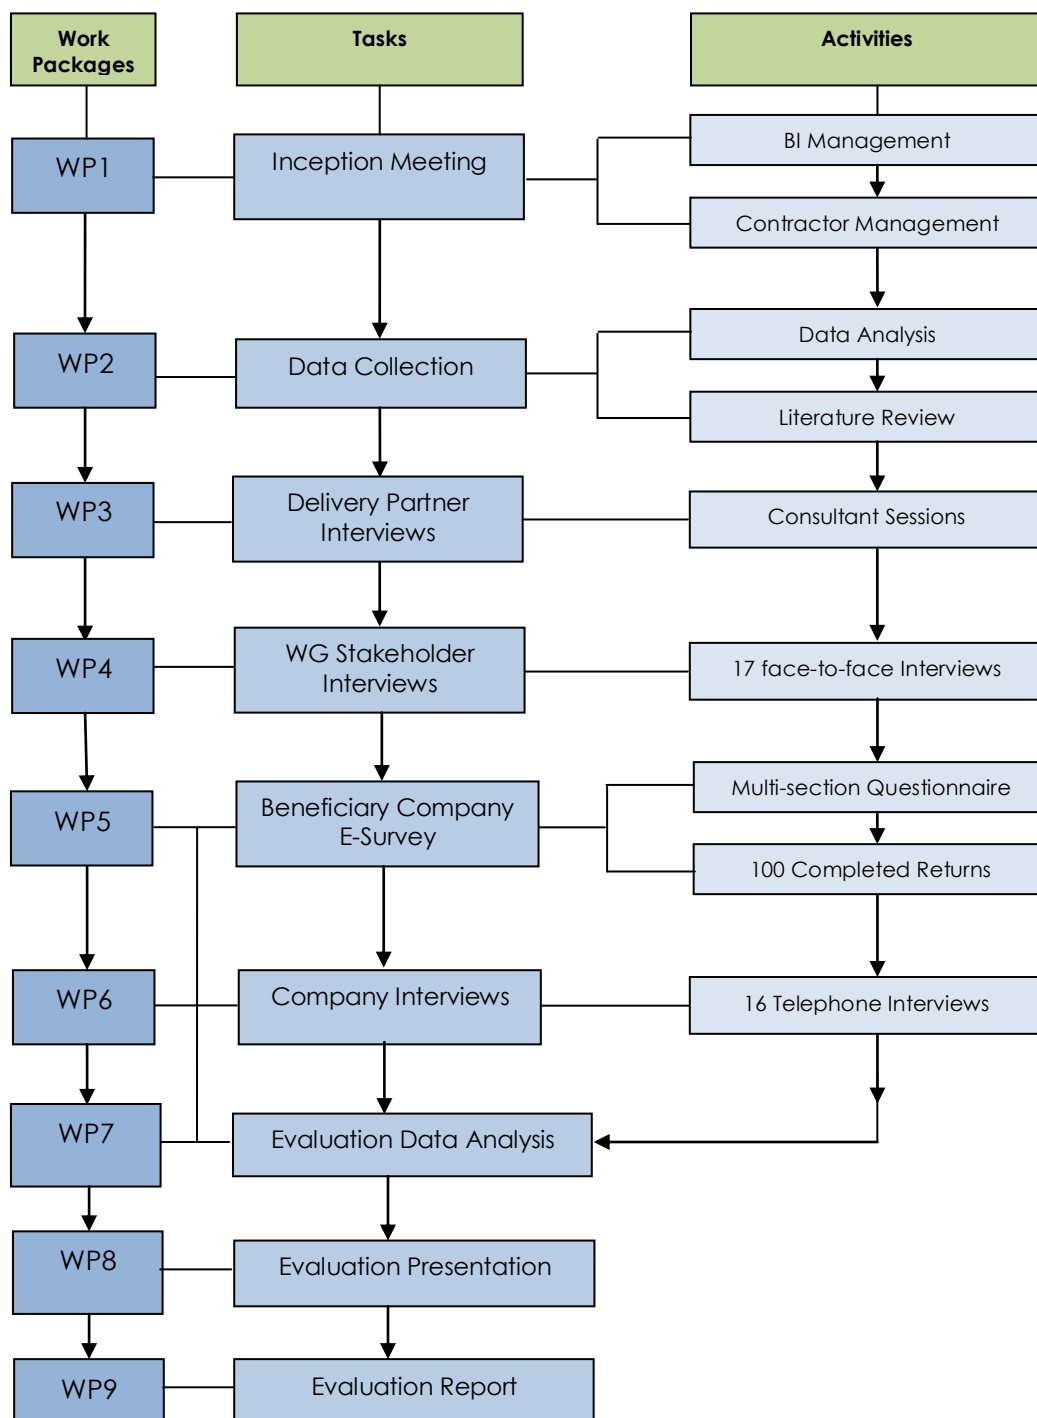 Work
Packages
Tasks
Activities
WP1
Inception Meeting
BI Management
Contractor Management
WP2
Data Collection
Data Analysis
Literature Review
WP3
Delivery Partner
Interviews
Consultant Sessions
WP4
WG Stakeholder
Interviews
17 face-to-face Interviews
WP5
Beneficiary Company
E-Survey
Multi-section Questionnaire
100 Completed Returns
WP6
Company Interviews
16 Telephone Interviews
WP7
Evaluation Data Analysis
WP8
Evaluation Presentation
WP9
Evaluation Report